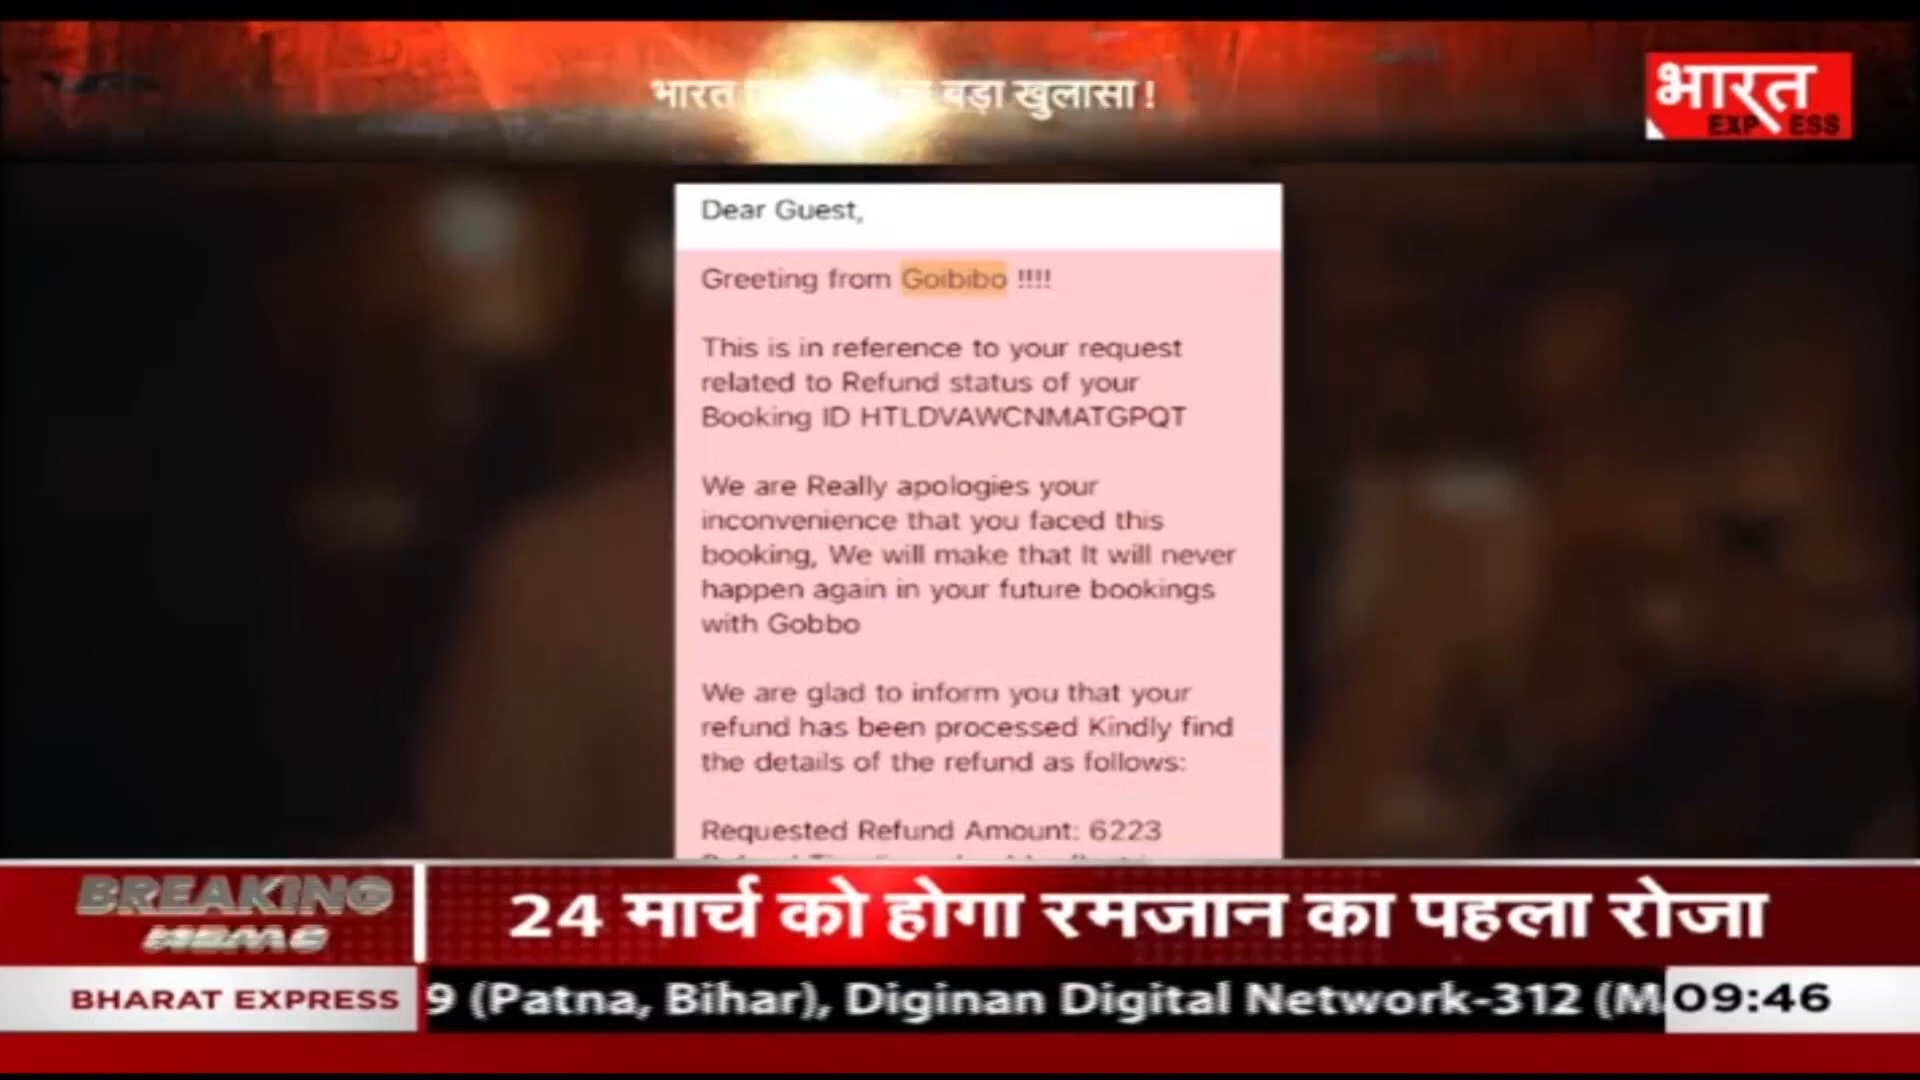 भारत बड़ा खुलासा !
भारत
EXPRESS
Dear Guest,
Greeting from Goibibo !!!!
This is in reference to your request
related to Refund status of your
Booking ID HTLDVAWCNMATGPQT
We are Really apologies your
inconvenience that you faced this
booking, We will make that It will never
happen again in your future bookings
with Gobbo
We are glad to inform you that your
refund has been processed Kindly find
the details of the refund as follows:
Requested Refund Amount: 6223
BREAKING
NEWS
24 मार्च को होगा रमजान का पहला रोजा
BHARAT EXPRESS
9 (Patna, Bihar), Diginan Digital Network-312 (M
09:46